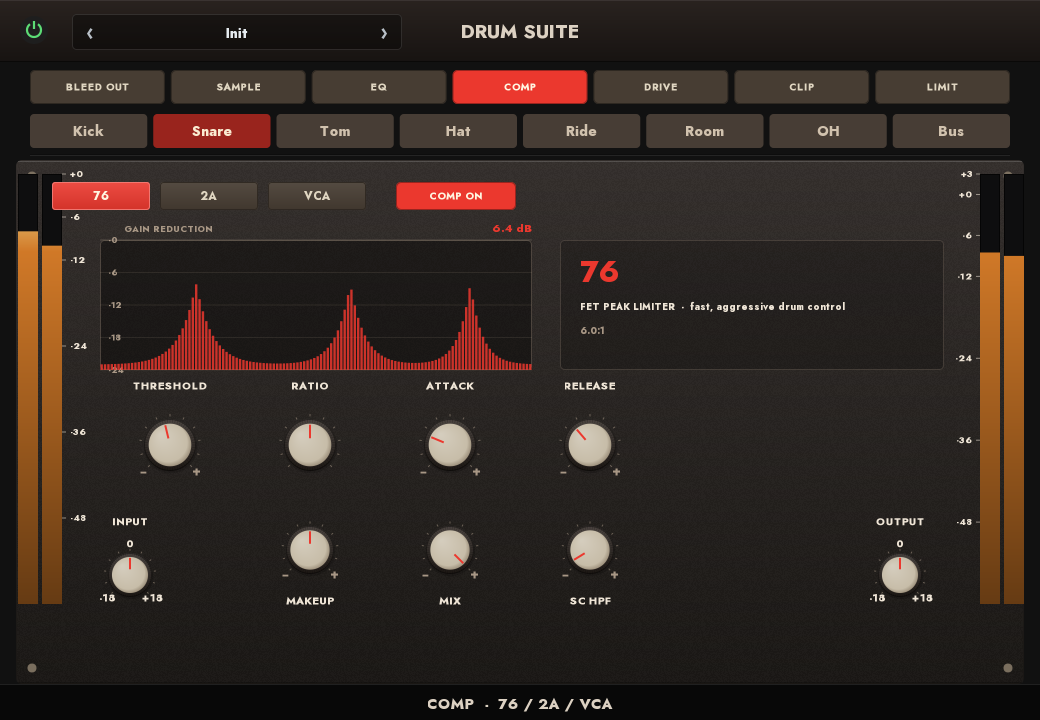 ‹ Init ›
DRUM SUITE
BLEED OUT SAMPLE EQ COMP DRIVE CLIP LIMIT
Kick Snare Tom Hat Ride Room OH Bus
+0
-6
-12
-24
-36
-48
76 2A VCA COMP ON
GAIN REDUCTION 6.4 dB
-0
-6
-12
-18
-24
76
FET PEAK LIMITER · fast, aggressive drum control
6.0:1
+3
+0
-6
-12
-24
-36
-48
THRESHOLD RATIO ATTACK RELEASE
- + - + - + - +
INPUT
0
-18 +18
- + - + - +
MAKEUP MIX SC HPF
OUTPUT
0
-18 +18
COMP - 76 / 2A / VCA